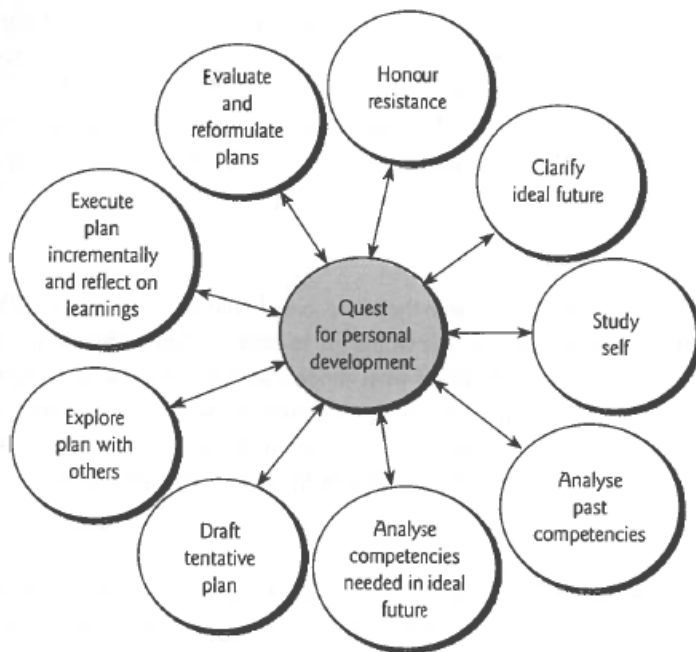 Evaluate
and
reformulate
plans
Honour
resistance
Clarify
ideal future
Execute
plan
incrementally
and reflect on
learnings
Quest
for personal
development
Study
self
Explore
plan with
others
Analyse
past
competencies
Draft
tentative
plan
Analyse
competencies
needed in ideal
future